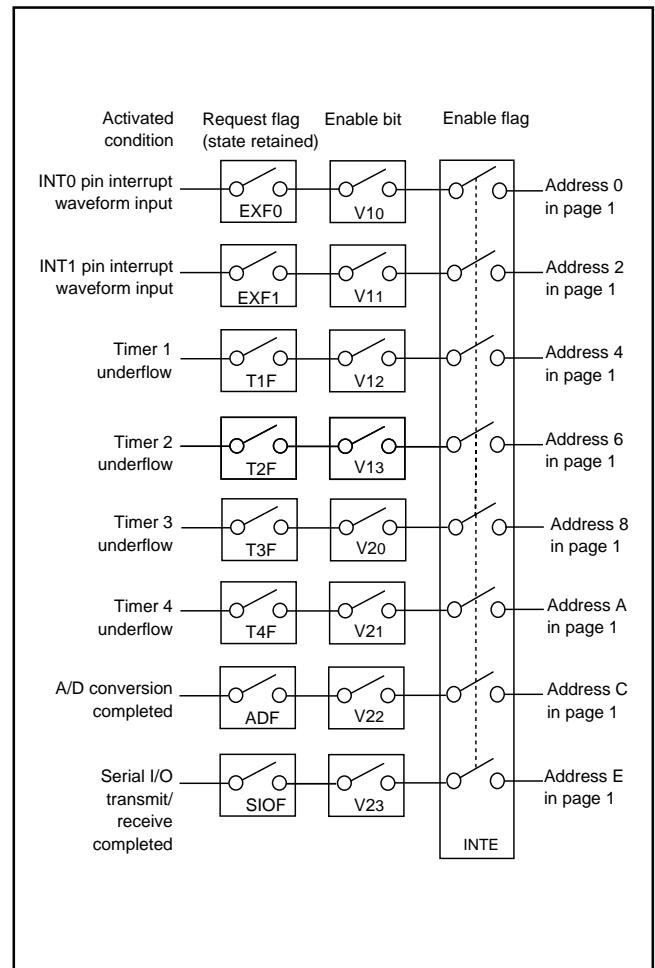 Activated condition
Request flag (state retained)
Enable bit
Enable flag
INT0 pin interrupt
waveform input
EXF0
V10
Address 0
in page 1
INT1 pin interrupt
waveform input
EXF1
V11
Address 2
in page 1
Timer 1
underflow
T1F
V12
Address 4
in page 1
Timer 2
underflow
T2F
V13
Address 6
in page 1
Timer 3
underflow
T3F
V20
Address 8
in page 1
Timer 4
underflow
T4F
V21
Address A
in page 1
A/D conversion
completed
ADF
V22
Address C
in page 1
Serial I/O
transmit/
receive
completed
SIOF
V23
Address E
in page 1
INTE